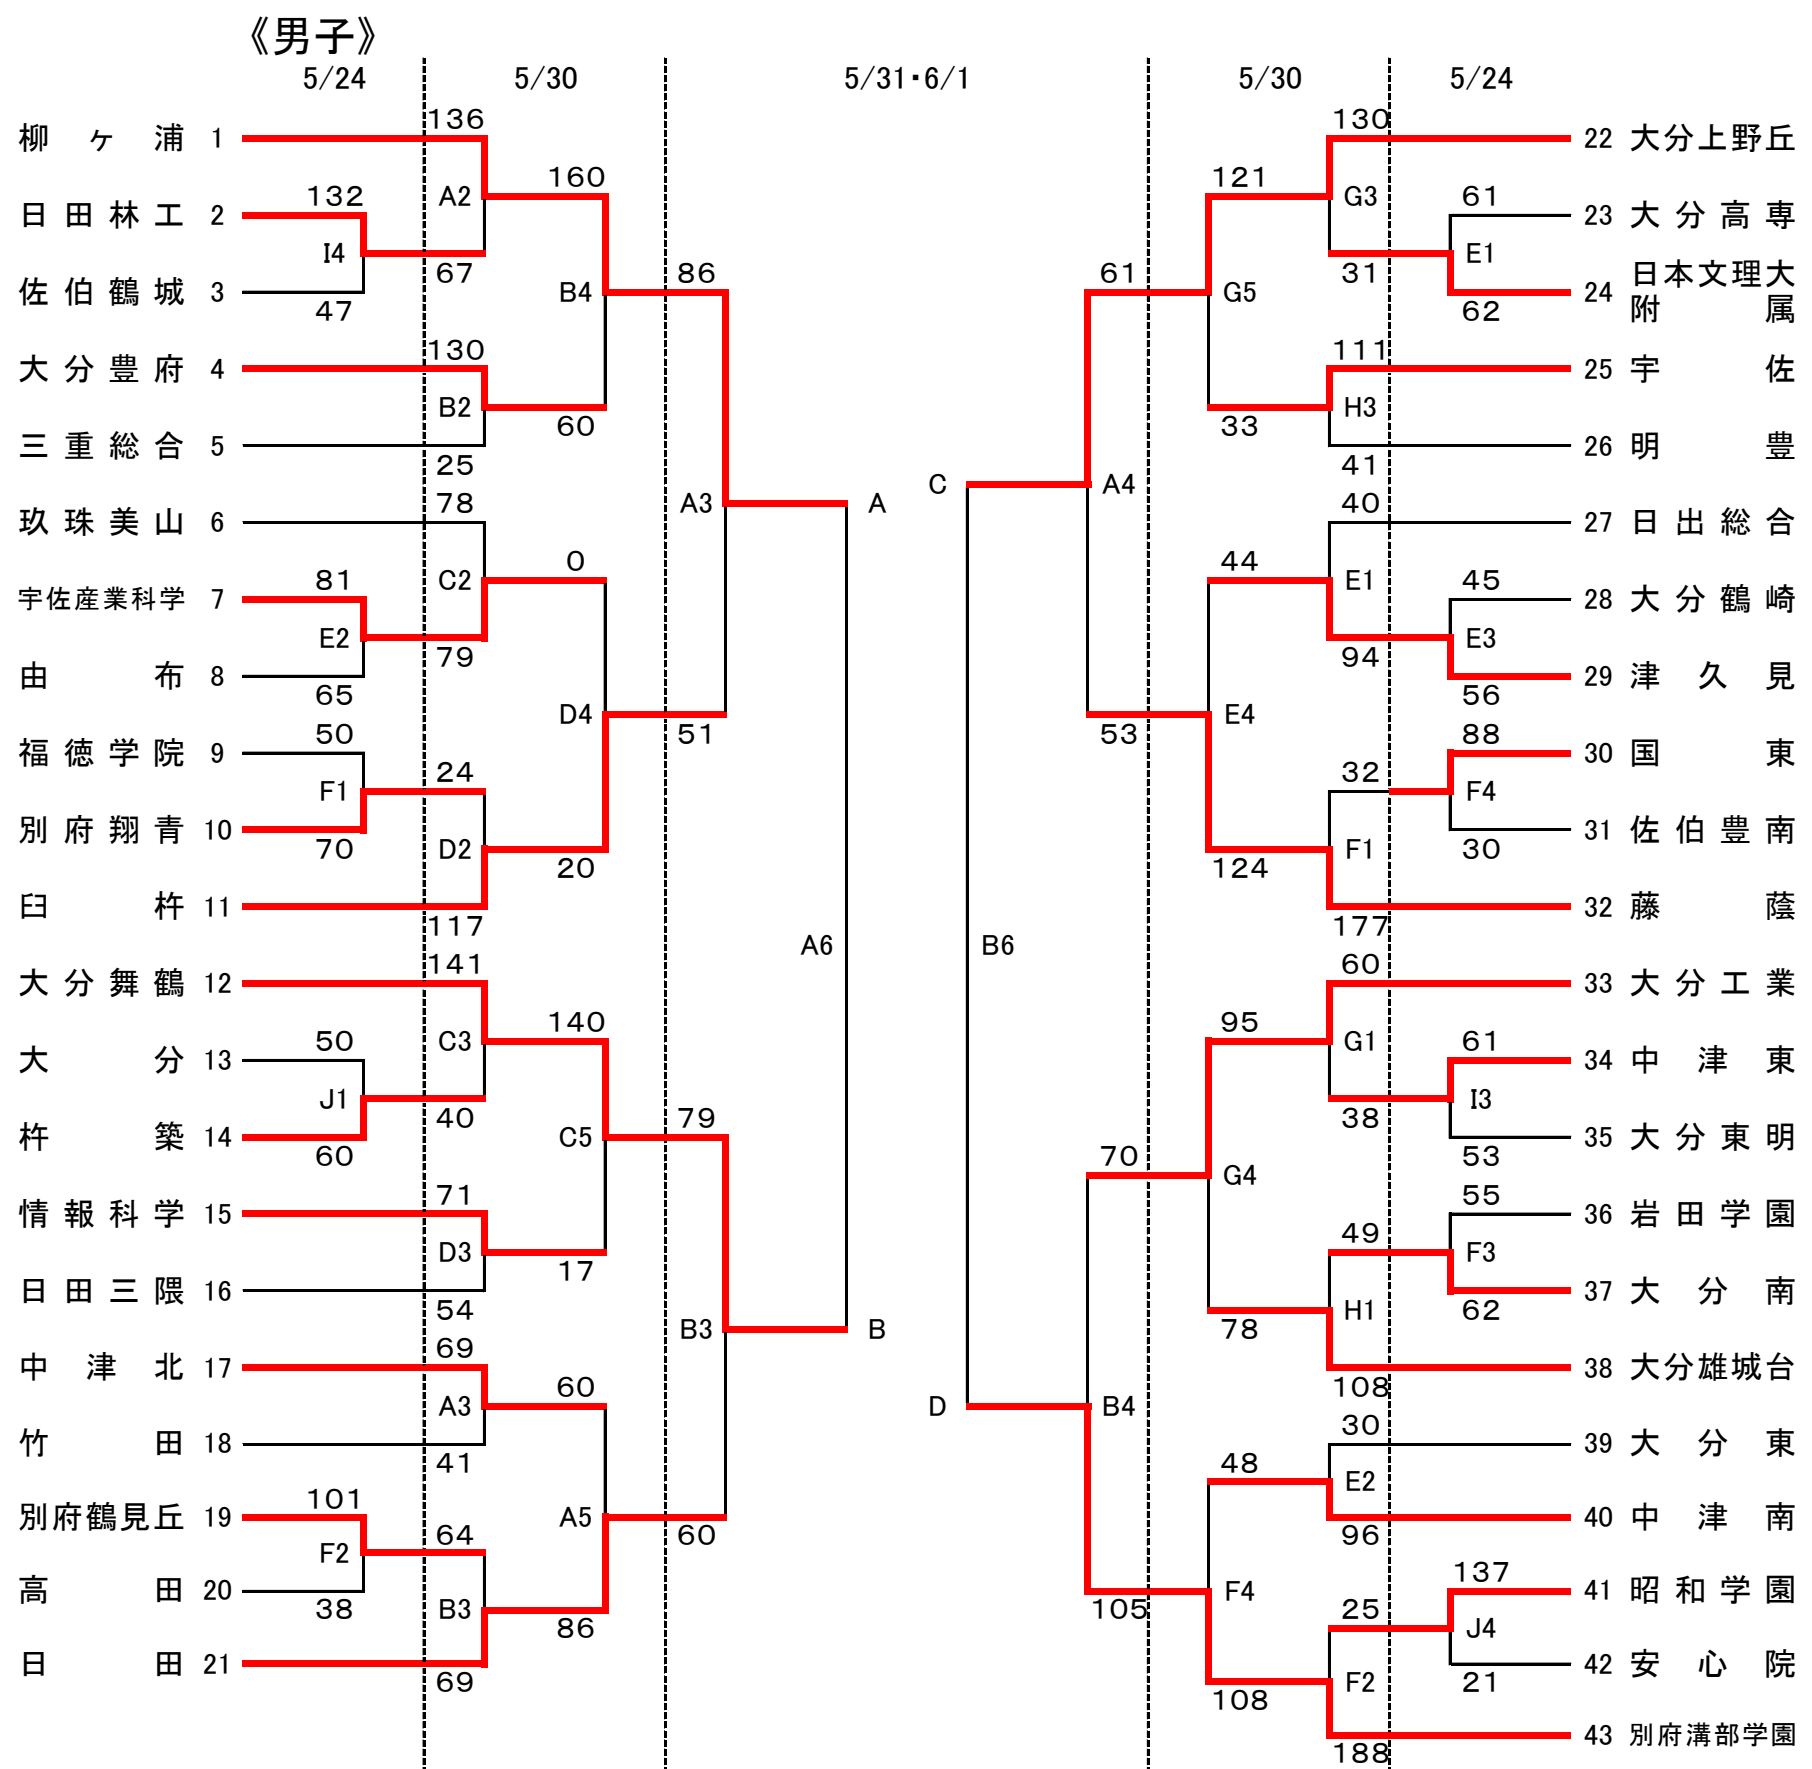 《男子》
5/24 5/30 5/31・6/1 5/30 5/24
136 130
柳ヶ浦 1 22 大分上野丘
160 121
132 A2 G3 61
日田林工 2 23 大分高専
I4 67 31 E1
86 61
佐伯鶴城 3 B4 G5 24 日本文理大附属
47 62
130 111
大分豊府 4 25 宇佐
B2 H3
60 33
三重総合 5 26 明豊
25 41
A3 A C A4
78 40
玖珠美山 6 27 日出総合
0 44
81 C2 E1 45
宇佐産業科学 7 28 大分鶴崎
E2 79 94 E3
由布 8 29 津久見
65 56
D4 51 53 E4
50 88
福徳学院 9 30 国東
24 32
F1 F4
別府翔青 10 31 佐伯豊南
70 D2 F1 30
20 124
臼杵 11 32 藤蔭
117 177
A6 B6
141 60
大分舞鶴 12 33 大分工業
140 95
50 C3 G1 61
大分 13 34 中津東
J1 40 38 I3
79
杵築 14 C5 35 大分東明
60 53
70 G4
71 55
情報科学 15 36 岩田学園
D3 49 F3
17
日田三隈 16 37 大分南
54 62
B3 B 78 H1
69
中津北 17 38 大分雄城台
60 108
A3 D B4
30
竹田 18 39 大分東
41 48 E2
101
別府鶴見丘 19 A5 40 中津南
64 60 96
F2 137
高田 20 F4 41 昭和学園
38 B3 86 105 25 J4
日田 21 42 安心院
69 108 F2 21
43 別府溝部学園
188